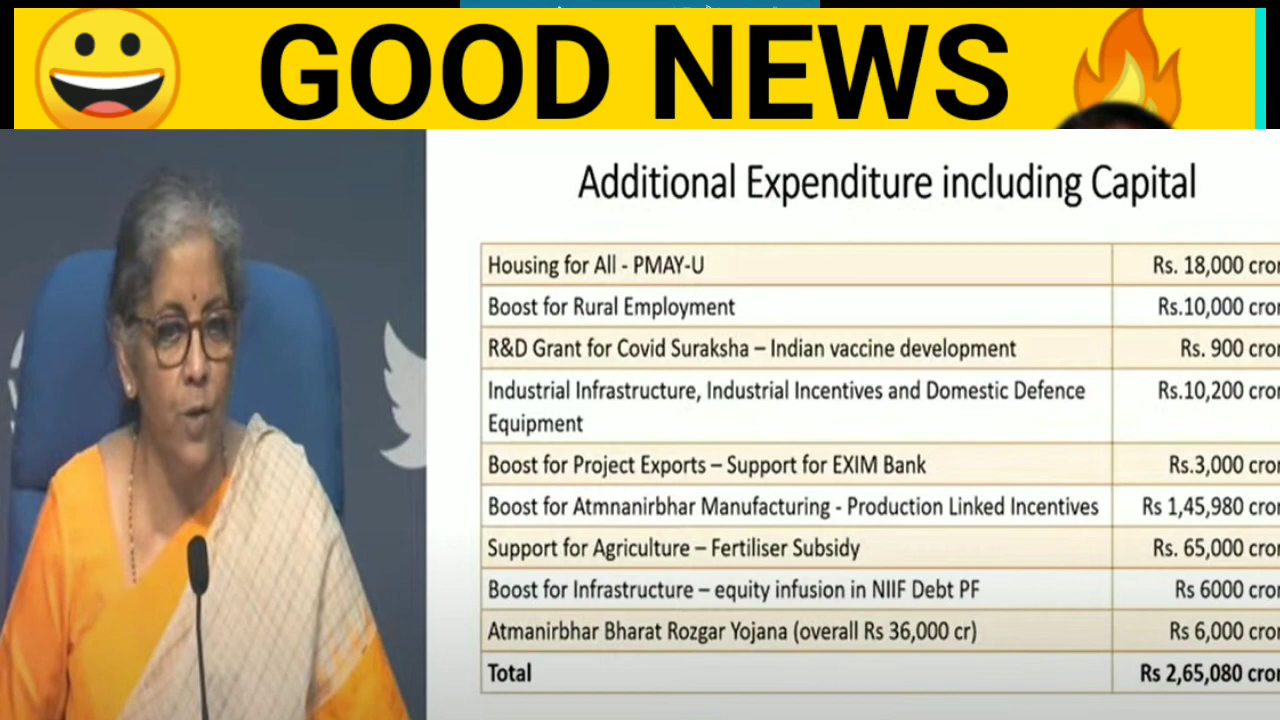 GOOD NEWS
Additional Expenditure including Capital
Housing for All - PMAY-U Rs. 18,000 cror
Boost for Rural Employment Rs.10,000 cror
R&D Grant for Covid Suraksha – Indian vaccine development Rs. 900 cror
Industrial Infrastructure, Industrial Incentives and Domestic Defence Rs.10,200 cror
Equipment
Boost for Project Exports – Support for EXIM Bank Rs.3,000 cror
Boost for Atmnanirbhar Manufacturing - Production Linked Incentives Rs 1,45,980 cror
Support for Agriculture – Fertiliser Subsidy Rs. 65,000 cror
Boost for Infrastructure – equity infusion in NIIF Debt PF Rs 6000 cror
Atmanirbhar Bharat Rozgar Yojana (overall Rs 36,000 cr) Rs 6,000 cror
Total Rs 2,65,080 cror